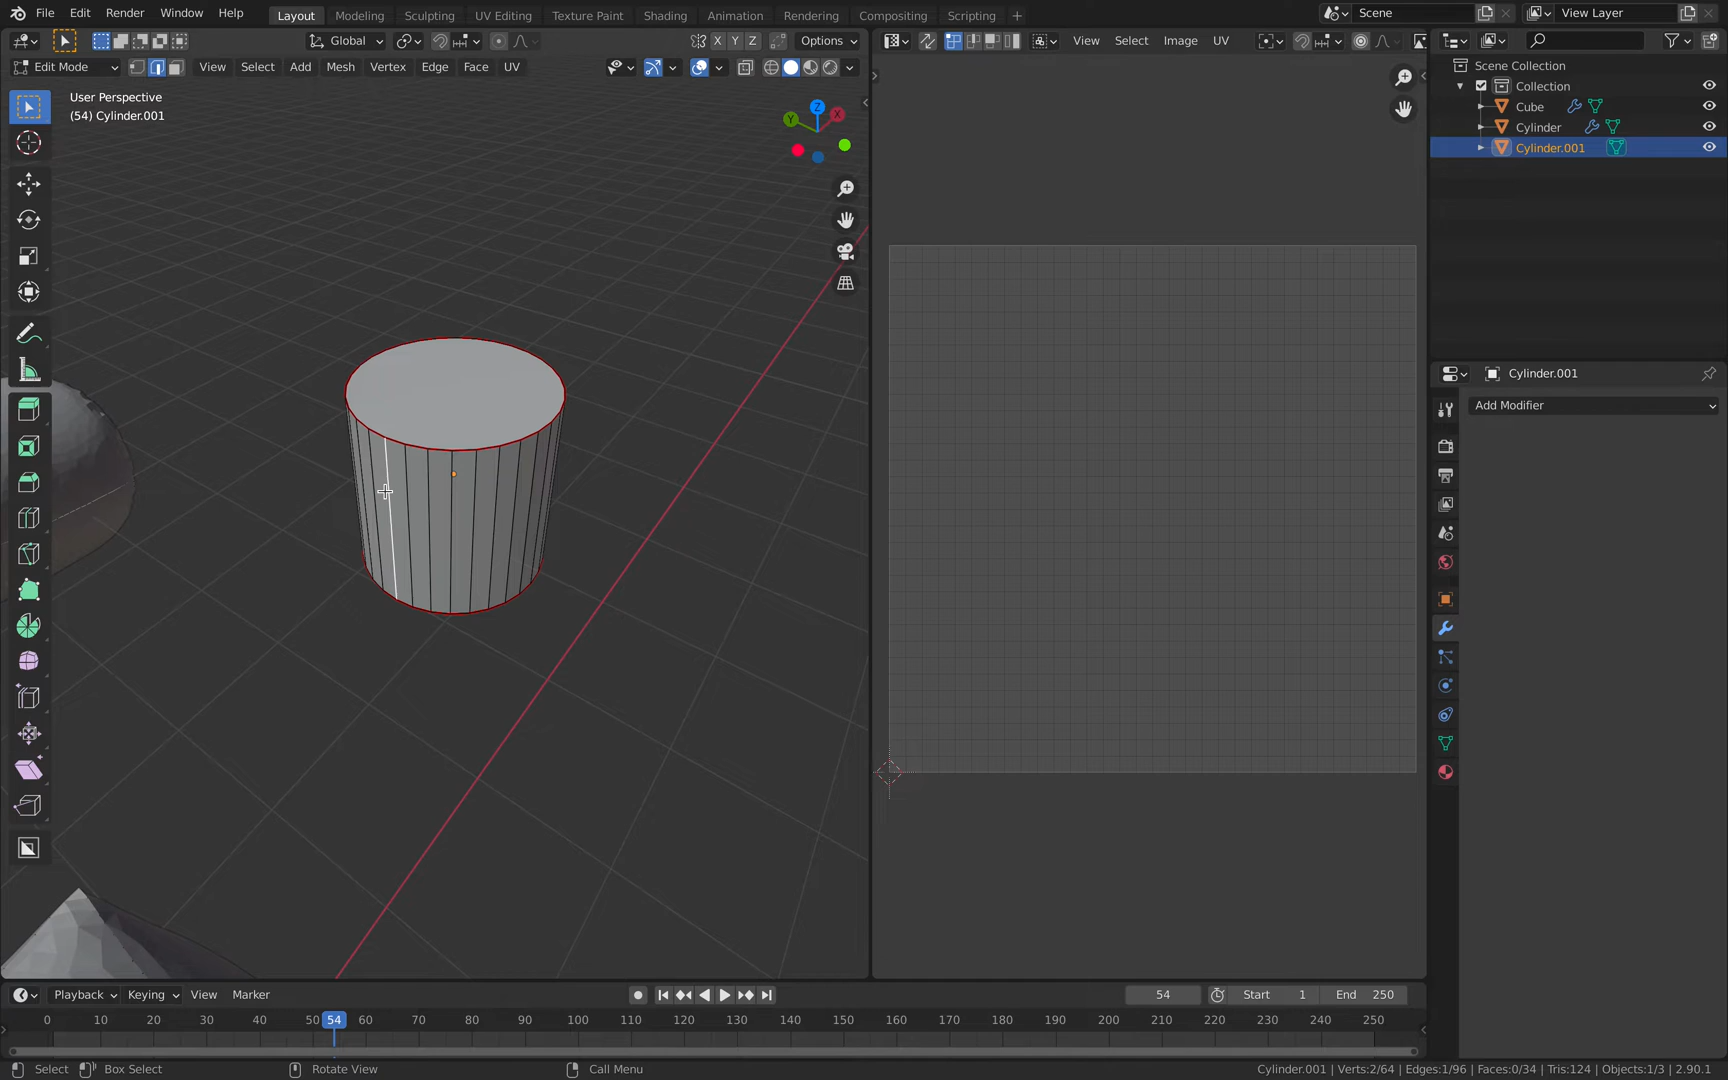 File Edit Render Window Help Layout Modeling Sculpting UV Editing Texture Paint Shading Animation Rendering Compositing Scripting + Scene View Layer
Global X Y Z Options View Select Image UV
Edit Mode View Select Add Mesh Vertex Edge Face UV
Scene Collection
Collection
Cube
Cylinder
Cylinder.001
User Perspective
(54) Cylinder.001
Z
X
Y
Cylinder.001
Add Modifier
Playback Keying View Marker 54 Start 1 End 250
0 10 20 30 40 50 54 60 70 80 90 100 110 120 130 140 150 160 170 180 190 200 210 220 230 240 250
Select Box Select Rotate View Call Menu Cylinder.001 | Verts:2/64 | Edges:1/96 | Faces:0/34 | Tris:124 | Objects:1/3 | 2.90.1